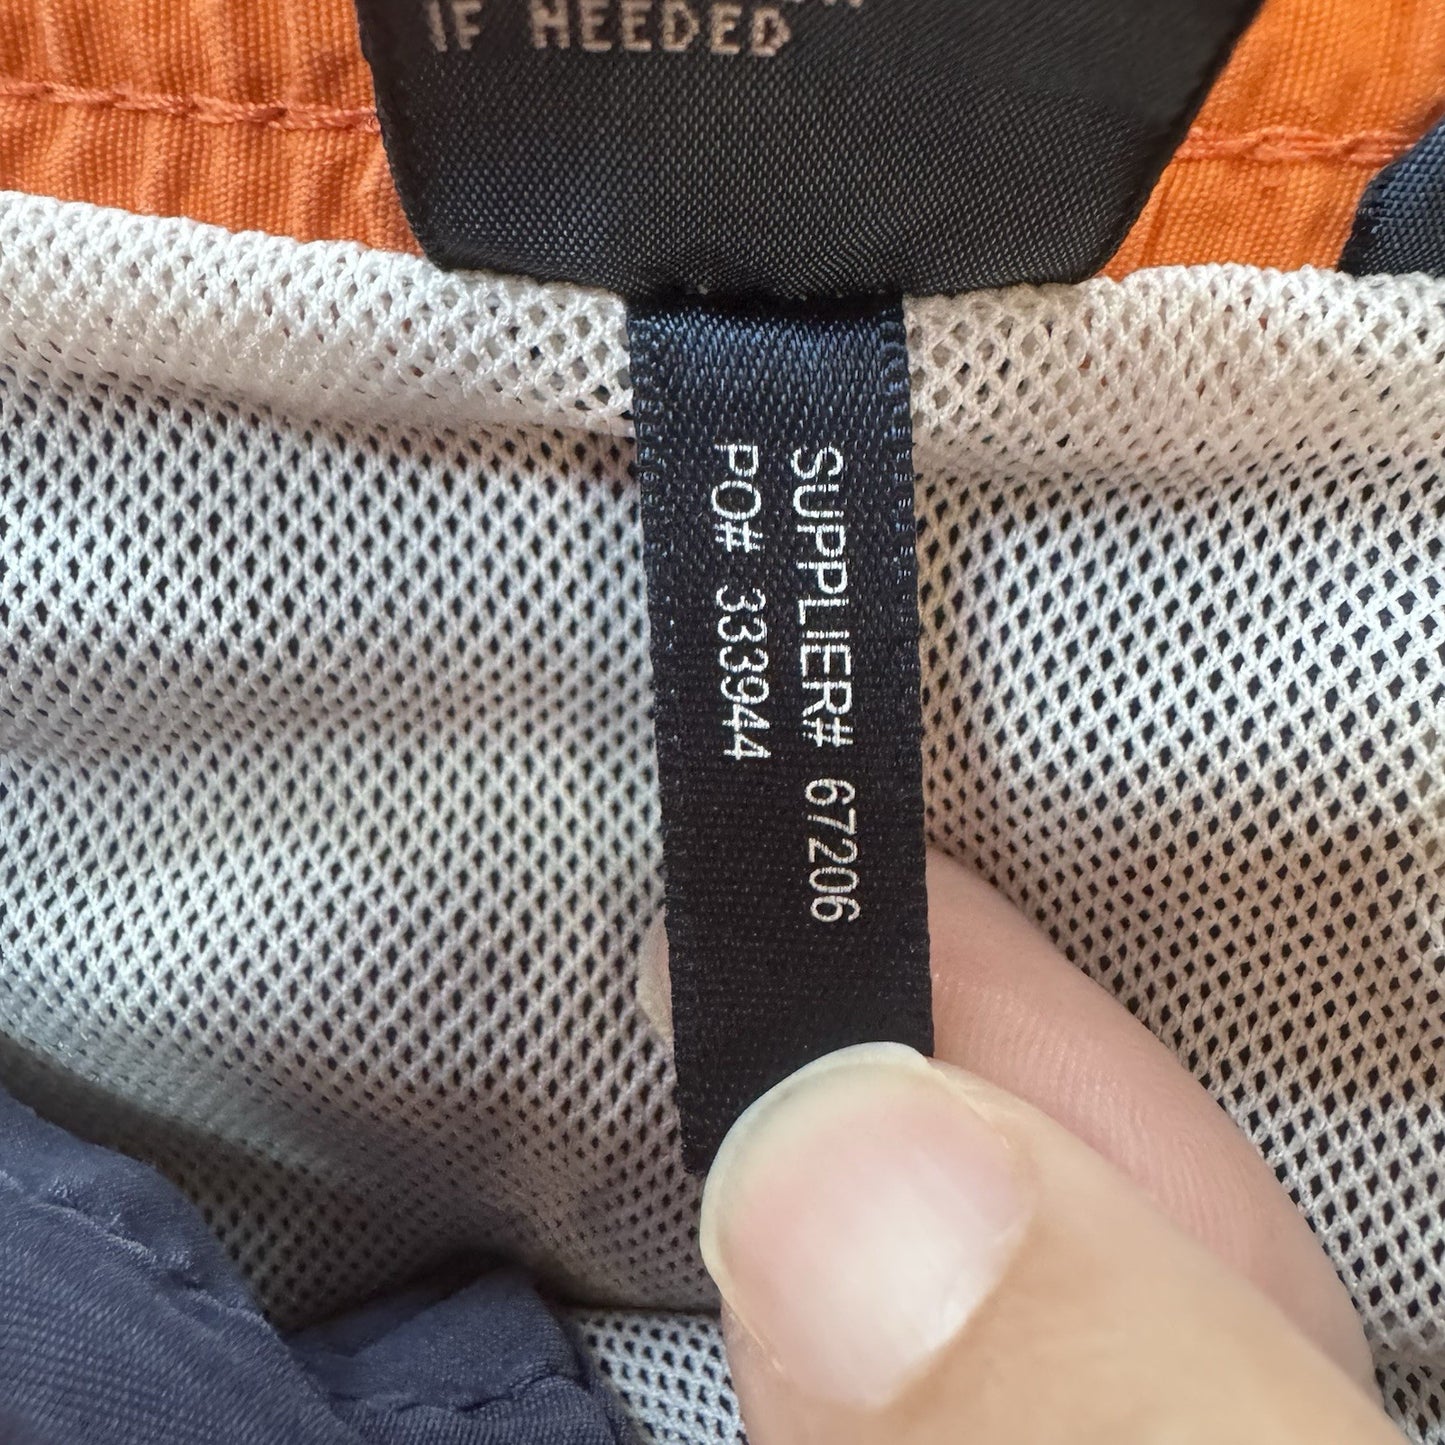 IF NEEDED
SUPPLIER# 67206
PO# 333944